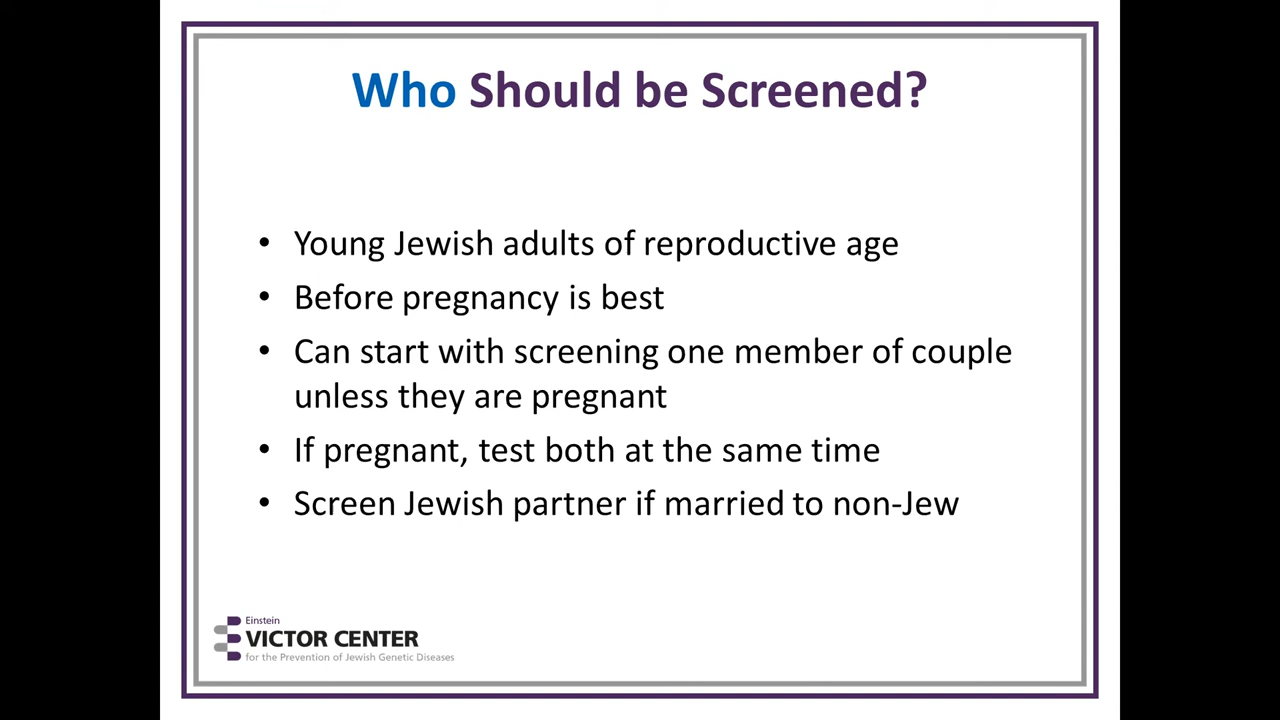 Who Should be Screened?
• Young Jewish adults of reproductive age
• Before pregnancy is best
• Can start with screening one member of couple
unless they are pregnant
• If pregnant, test both at the same time
• Screen Jewish partner if married to non-Jew
Einstein
VICTOR CENTER
for the Prevention of Jewish Genetic Diseases